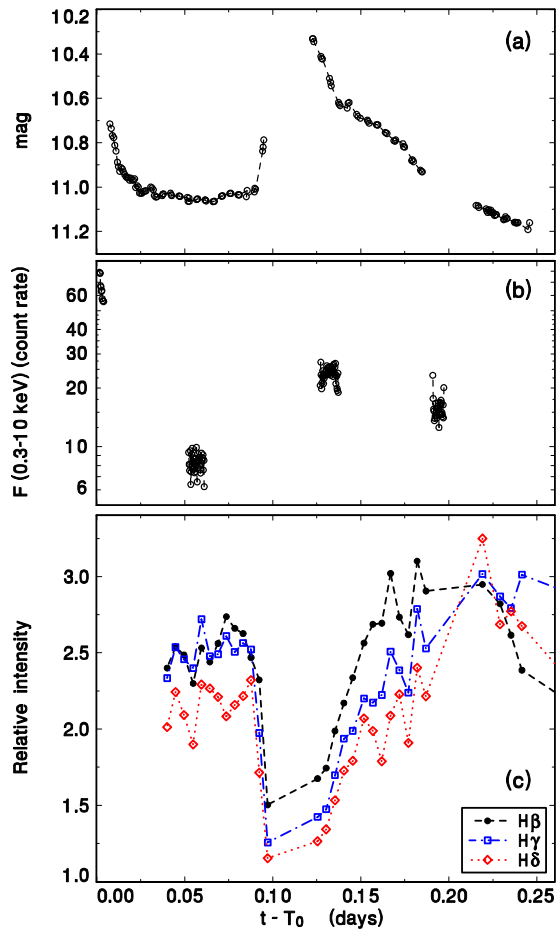 10.2
10.4
10.6
10.8
11.0
11.2
mag
(a)
60
30
20
10
6
F (0.3-10 keV) (count rate)
(b)
3.0
2.5
2.0
1.5
1.0
Relative intensity
(c)
Hβ
Hγ
Hδ
0.00 0.05 0.10 0.15 0.20 0.25
t - T₀ (days)